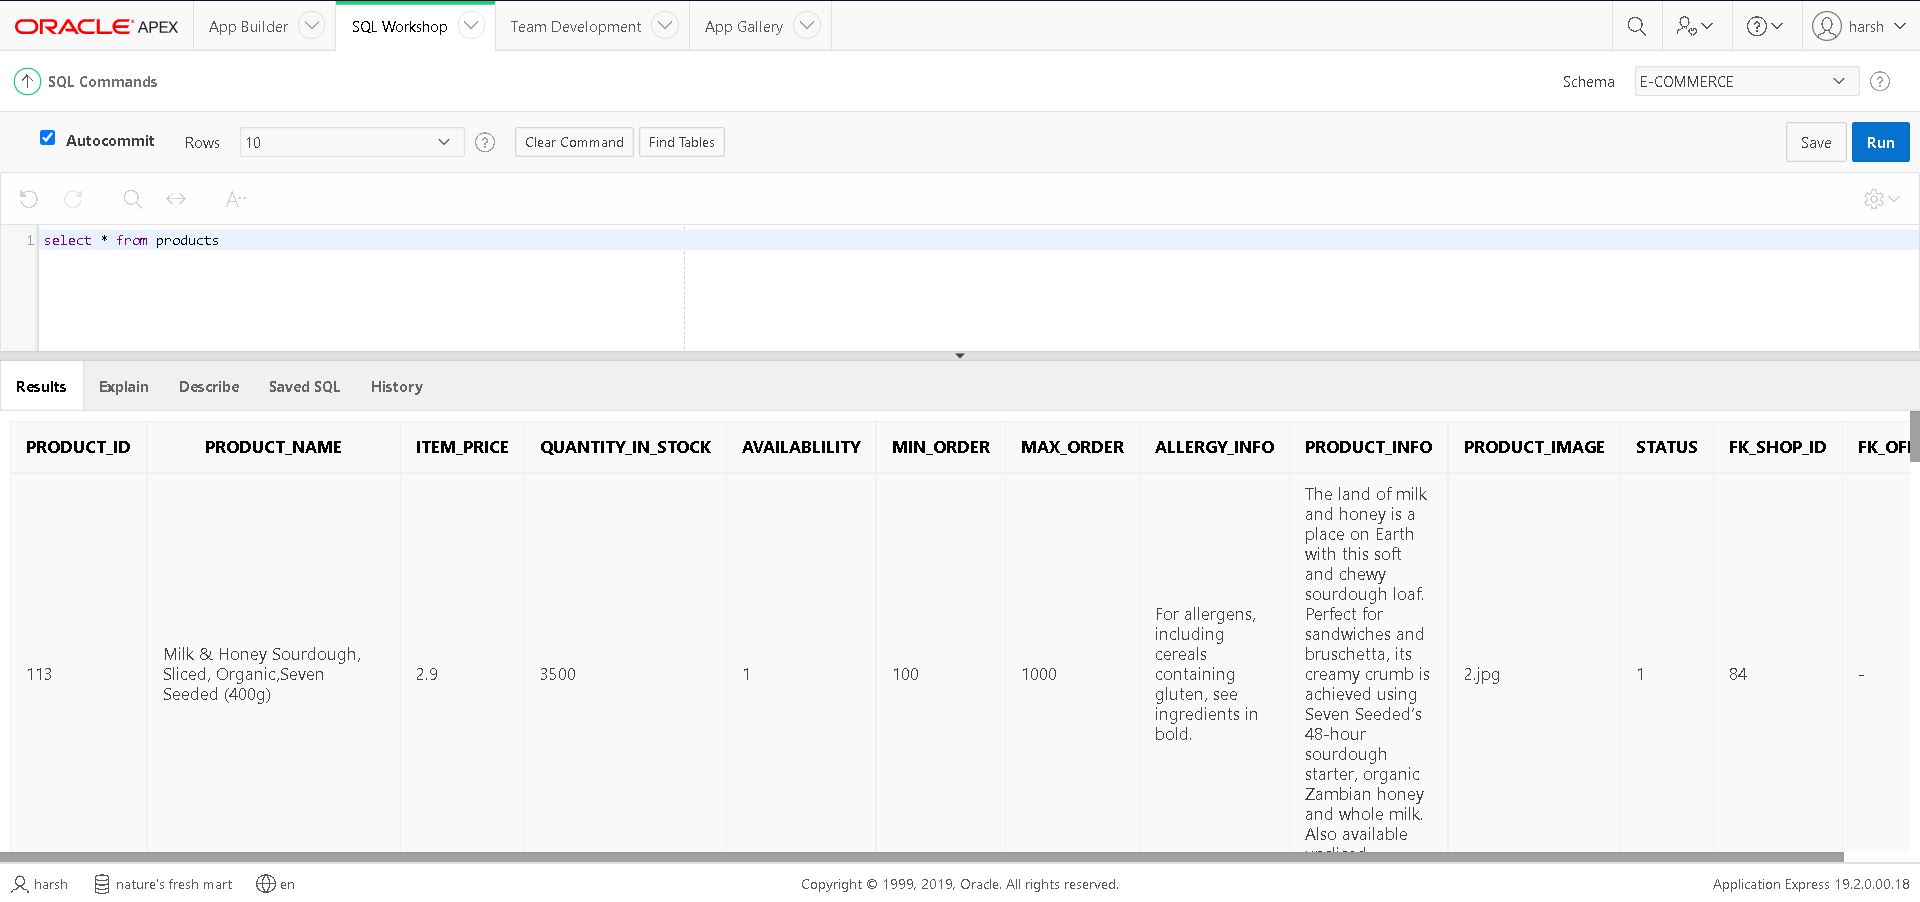 ORACLE APEX App Builder SQL Workshop Team Development App Gallery harsh
SQL Commands Schema E-COMMERCE
Autocommit Rows 10 Clear Command Find Tables Save Run
1 select * from products
Results Explain Describe Saved SQL History
PRODUCT_ID PRODUCT_NAME ITEM_PRICE QUANTITY_IN_STOCK AVAILABLILITY MIN_ORDER MAX_ORDER ALLERGY_INFO PRODUCT_INFO PRODUCT_IMAGE STATUS FK_SHOP_ID FK_OFF
113
Milk & Honey Sourdough,
Sliced, Organic,Seven
Seeded (400g)
2.9
3500
1
100
1000
For allergens,
including
cereals
containing
gluten, see
ingredients in
bold.
The land of milk
and honey is a
place on Earth
with this soft
and chewy
sourdough loaf.
Perfect for
sandwiches and
bruschetta, its
creamy crumb is
achieved using
Seven Seeded's
48-hour
sourdough
starter, organic
Zambian honey
and whole milk.
Also available
2.jpg
1
84
-
harsh nature's fresh mart en Copyright © 1999, 2019, Oracle. All rights reserved. Application Express 19.2.0.00.18